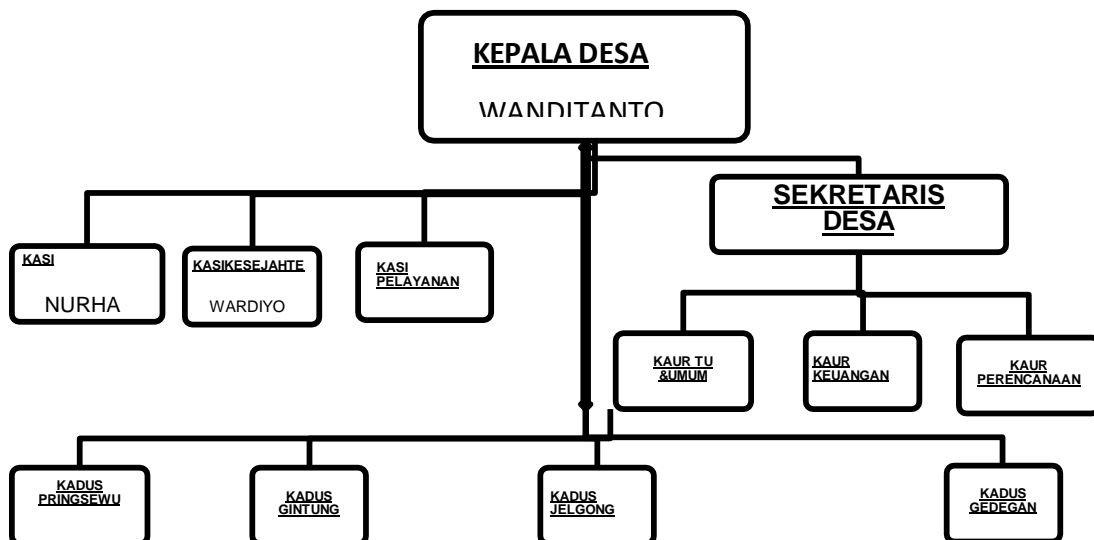 KEPALA DESA
WANDITANTO
SEKRETARIS
DESA
KASI
NURHA
KASIKESEJAHTE
WARDIYO
KASI
PELAYANAN
KAUR TU
&UMUM
KAUR
KEUANGAN
KAUR
PERENCANAAN
KADUS
PRINGSEWU
KADUS
GINTUNG
KADUS
JELGONG
KADUS
GEDEGAN